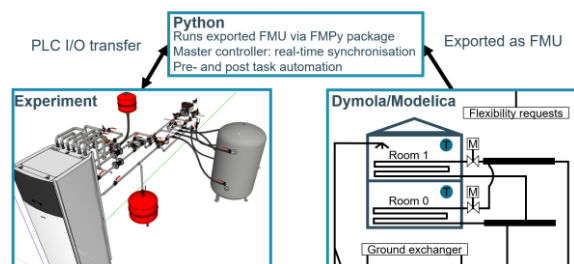 Python
Runs exported FMU via FMPy package
Master controller: real-time synchronisation
Pre- and post task automation
PLC I/O transfer
Exported as FMU
Experiment
Dymola/Modelica
Flexibility requests
T
M
Room 1
T
M
Room 0
Ground exchanger